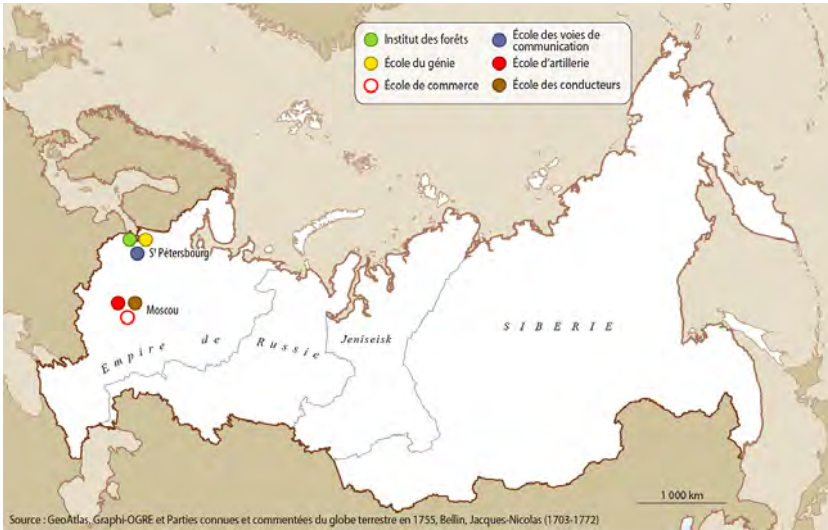 Institut des forêts
École du génie
École de commerce
École des voies de
communication
École d'artillerie
École des conducteurs
Sᵗ Pétersbourg
Moscou
Empire de Russie
Jeniseisk
SIBERIE
1 000 km
Source : GeoAtlas, Graphi-OGRE et Parties connues et commentées du globe terrestre en 1755, Bellin, Jacques-Nicolas (1703-1772)